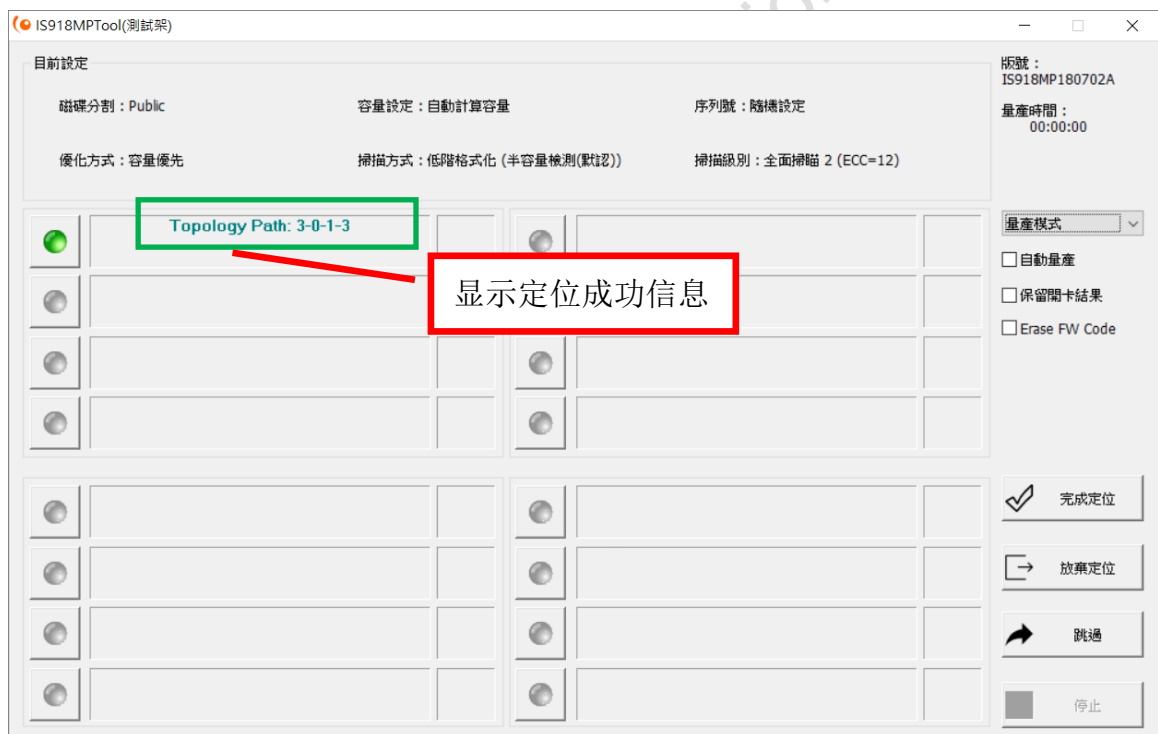 IS918MPTool(測試架)
目前設定
磁碟分割：Public
容量設定：自動計算容量
序列號：隨機設定
優化方式：容量優先
掃描方式：低階格式化 (半容量檢測(默認))
掃描級別：全面掃瞄 2 (ECC=12)
版號：
IS918MP180702A
量產時間：
00:00:00
Topology Path: 3-0-1-3
显示定位成功信息
量產模式
自動量產
保留開卡結果
Erase FW Code
完成定位
放棄定位
跳過
停止